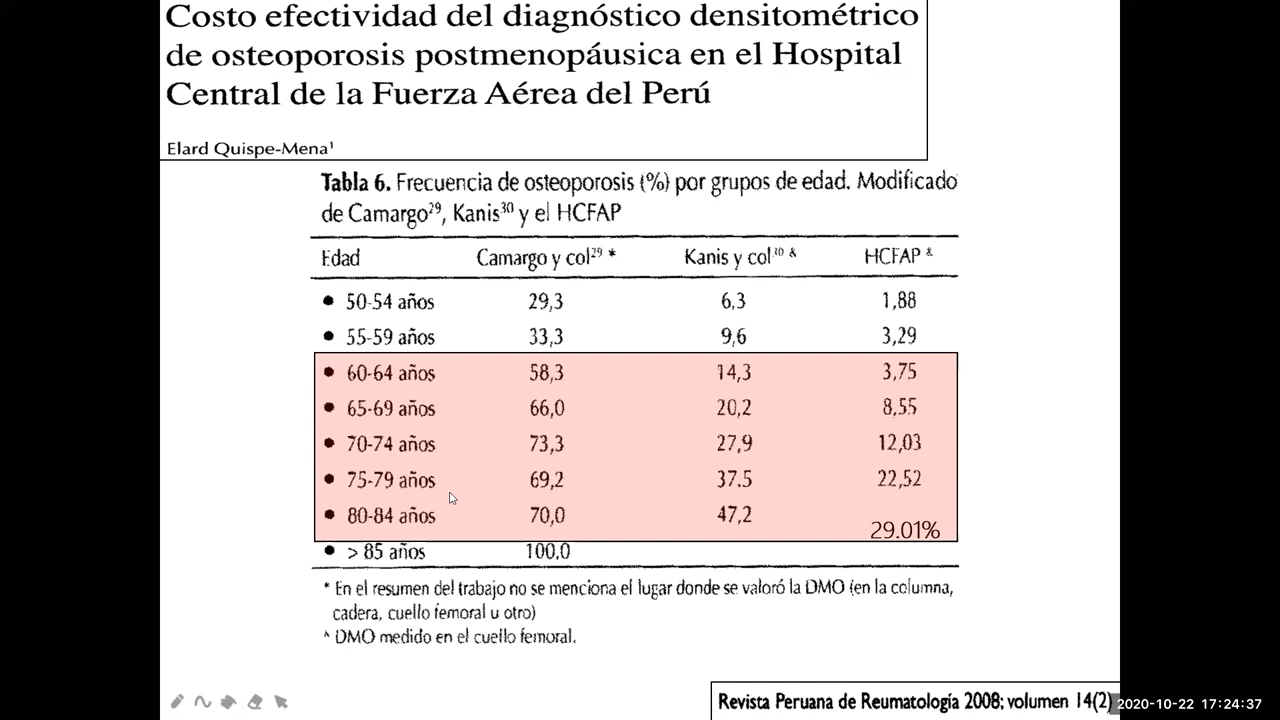 Costo efectividad del diagnóstico densitométrico
de osteoporosis postmenopáusica en el Hospital
Central de la Fuerza Aérea del Perú
Elard Quispe-Mena¹
Tabla 6. Frecuencia de osteoporosis (%) por grupos de edad. Modificado
de Camargo²⁹, Kanis³⁰ y el HCFAP
Edad Camargo y col²⁹ * Kanis y col³⁰ & HCFAP &
• 50-54 años 29,3 6,3 1,88
• 55-59 años 33,3 9,6 3,29
• 60-64 años 58,3 14,3 3,75
• 65-69 años 66,0 20,2 8,55
• 70-74 años 73,3 27,9 12,03
• 75-79 años 69,2 37.5 22,52
• 80-84 años 70,0 47,2 29.01%
• > 85 años 100,0
* En el resumen del trabajo no se menciona el lugar donde se valoró la DMO (en la columna,
cadera, cuello femoral u otro)
& DMO medido en el cuello femoral.
Revista Peruana de Reumatología 2008; volumen 14(2)
2020-10-22 17:24:37